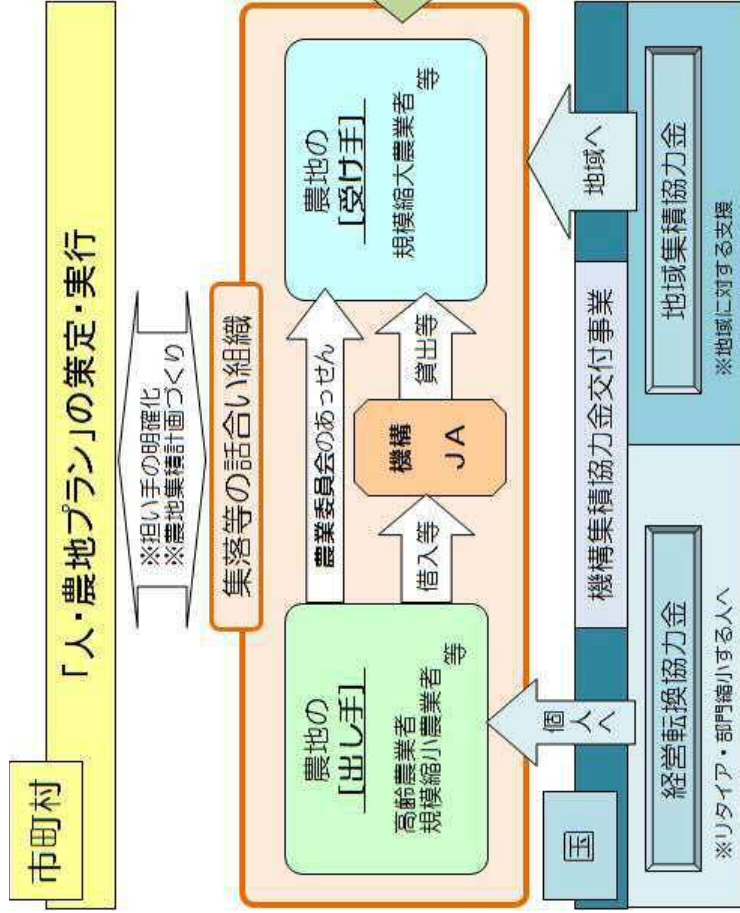 市町村
「人・農地プラン」の策定・実行
※担い手の明確化
※農地集積計画づくり
集落等の話合い組織
農地の
[出し手]
高齢農業者
規模縮小農業者
等
農業委員会のあっせん
借入等
機構
JA
貸出等
農地の
[受け手]
規模縮大農業者
等
個人へ
地域へ
国
機構集積協力金交付事業
経営転換協力金
※リタイア・部門縮小する人へ
地域集積協力金
※地域に対する支援